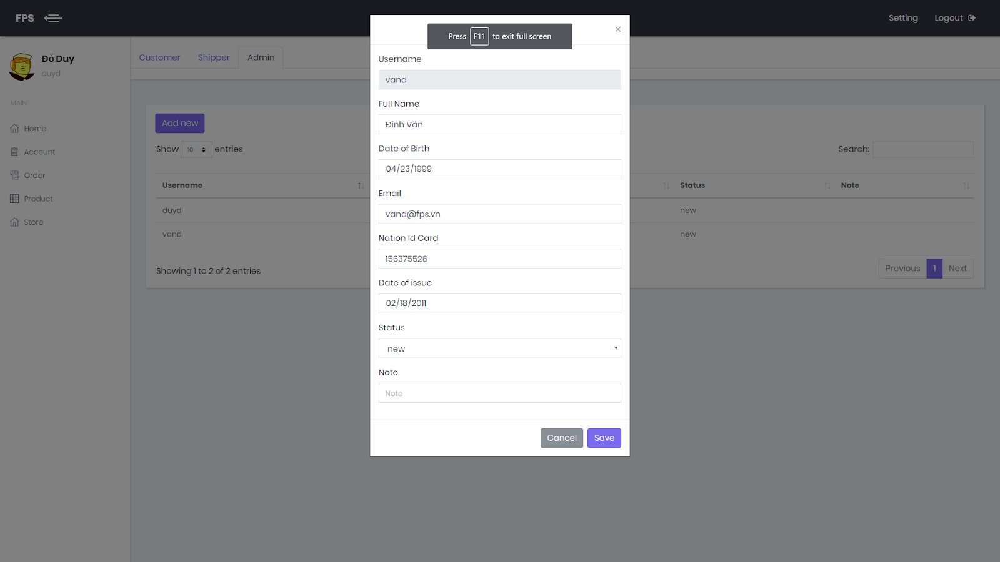 FPS
Setting Logout
Press F11 to exit full screen
×
Đỗ Duy
duyd
MAIN
Home
Account
Order
Product
Store
Customer Shipper Admin
Add new
Show 10 entries
Search:
Username Status Note
duyd new
vand new
Showing 1 to 2 of 2 entries
Previous 1 Next
Username
vand
Full Name
Đinh Văn
Date of Birth
04/23/1999
Email
vand@fps.vn
Nation Id Card
156375526
Date of issue
02/18/2011
Status
new
Note
Note
Cancel Save